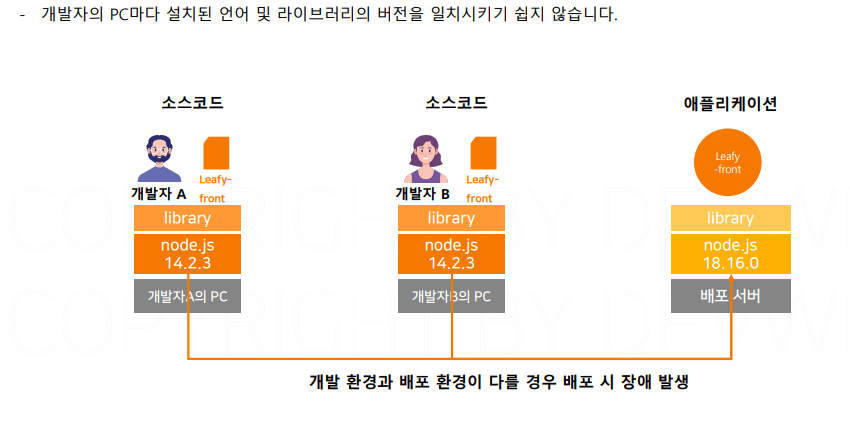 - 개발자의 PC마다 설치된 언어 및 라이브러리의 버전을 일치시키기 쉽지 않습니다.
소스코드
소스코드
애플리케이션
Leafy-
front
개발자 A
Leafy-
front
개발자 B
Leafy
-front
library
library
library
node.js
14.2.3
node.js
14.2.3
node.js
18.16.0
개발자A의 PC
개발자B의 PC
배포 서버
개발 환경과 배포 환경이 다를 경우 배포 시 장애 발생